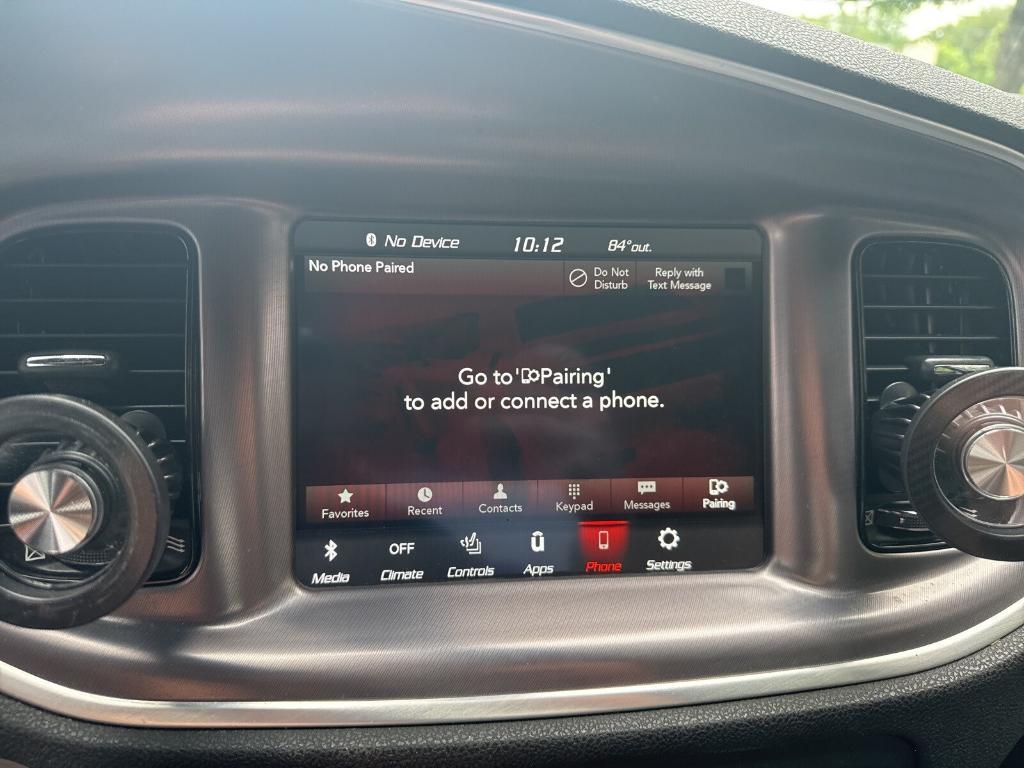 No Device 10:12 84°out.
No Phone Paired
Do Not
Disturb
Reply with
Text Message
Go to 'Pairing'
to add or connect a phone.
Favorites Recent Contacts Keypad Messages Pairing
OFF
Media Climate Controls Apps Phone Settings